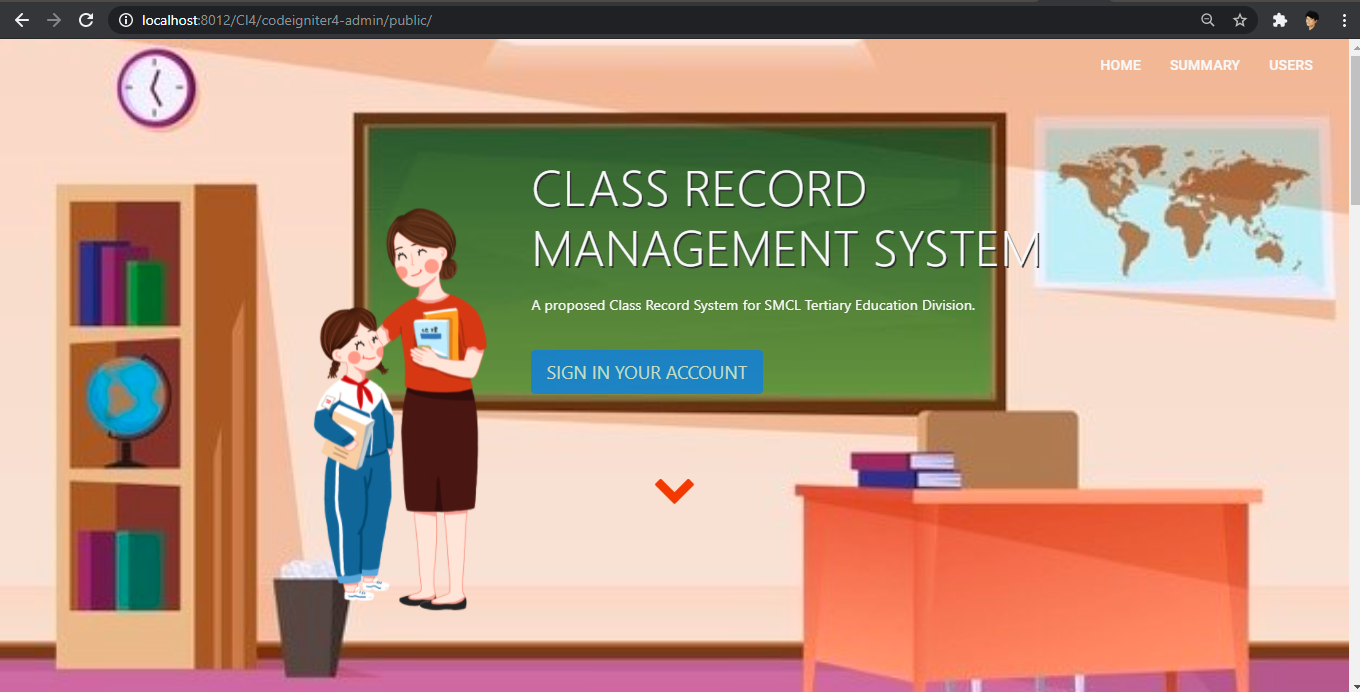 localhost:8012/CI4/codeigniter4-admin/public/
HOME SUMMARY USERS
CLASS RECORD
MANAGEMENT SYSTEM
A proposed Class Record System for SMCL Tertiary Education Division.
SIGN IN YOUR ACCOUNT